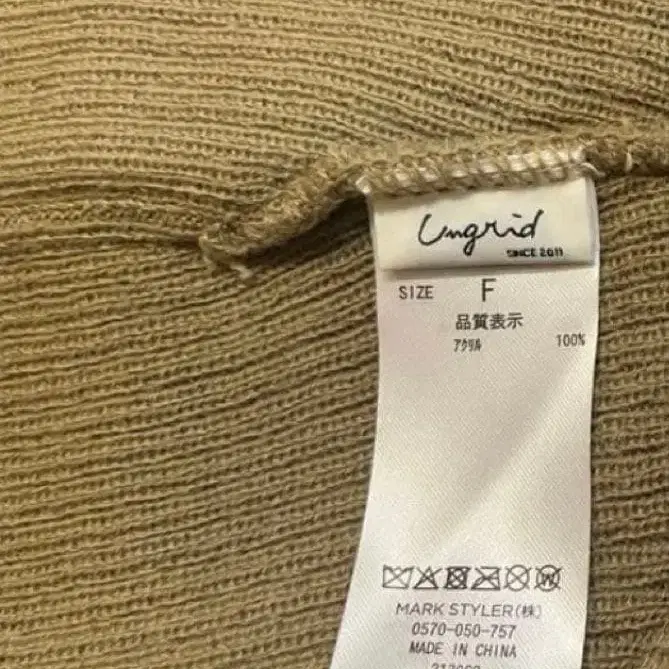 Ungrid
SINCE 2011
SIZE F
品質表示
アクリル 100%
MARK STYLER(株)
0570-050-757
MADE IN CHINA